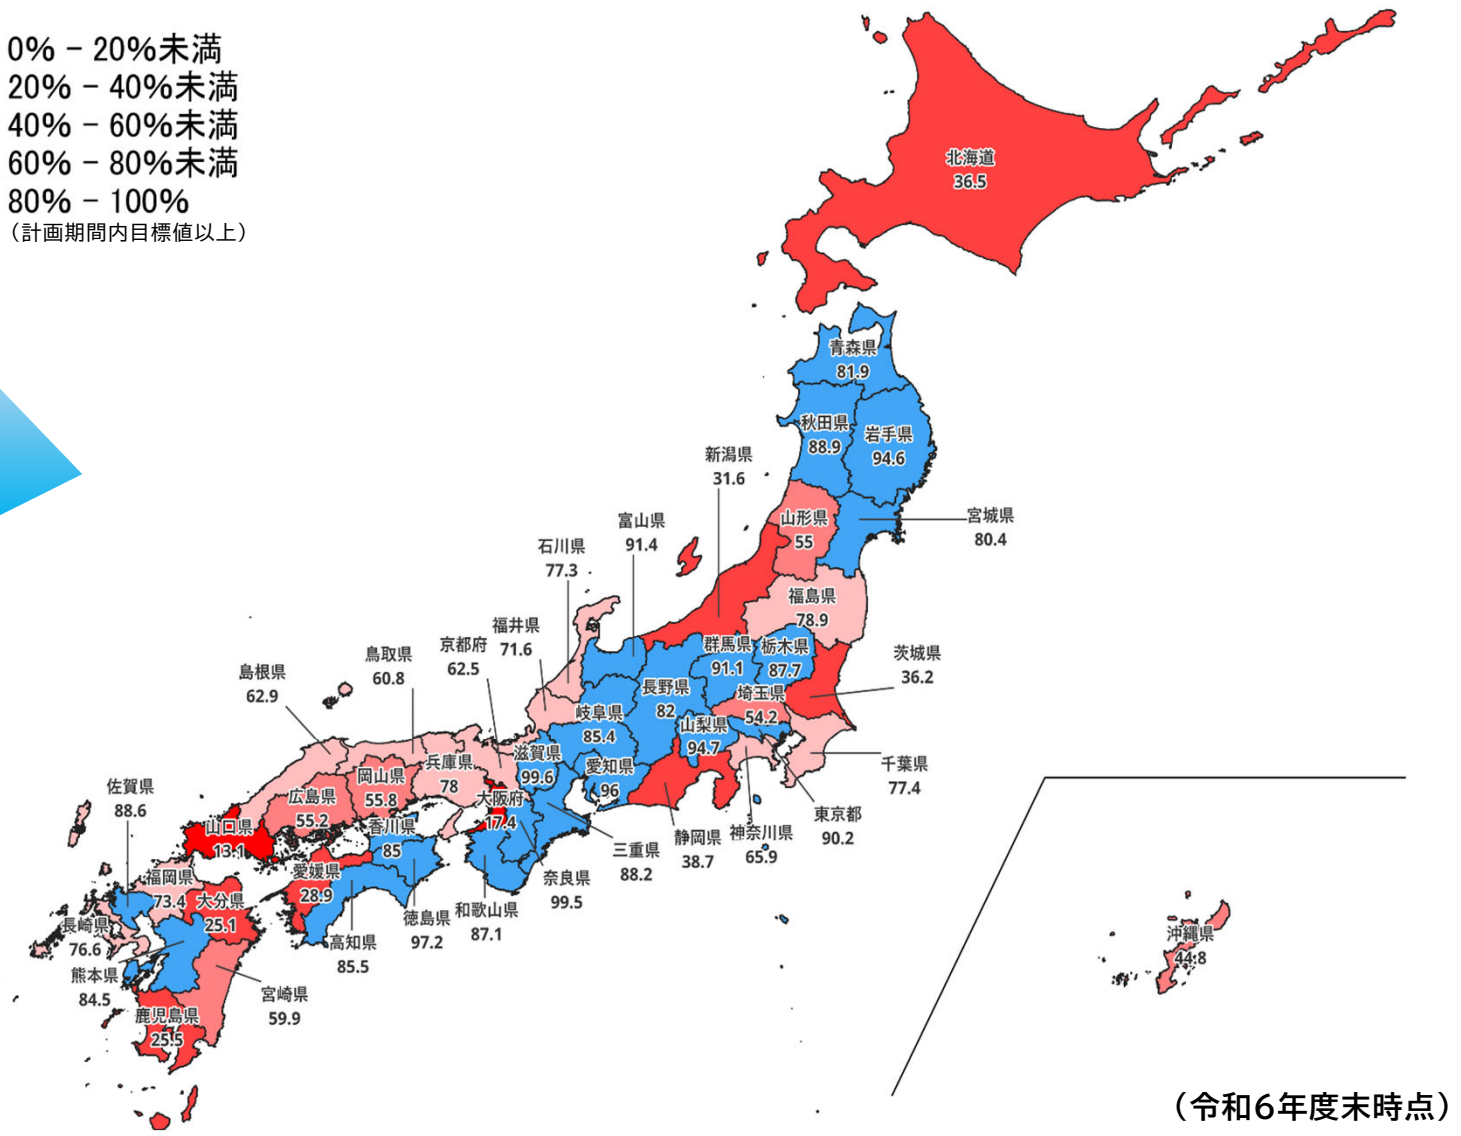 0% – 20%未満
20% – 40%未満
40% – 60%未満
60% – 80%未満
80% – 100%
（計画期間内目標値以上）
北海道
36.5
青森県
81.9
秋田県
88.9
岩手県
94.6
新潟県
31.6
山形県
55
宮城県
80.4
富山県
91.4
石川県
77.3
福島県
78.9
福井県
71.6
京都府
62.5
鳥取県
60.8
島根県
62.9
群馬県
91.1
栃木県
87.7
茨城県
36.2
長野県
82
埼玉県
54.2
岐阜県
85.4
山梨県
94.7
滋賀県
99.6
愛知県
96
兵庫県
78
岡山県
55.8
広島県
55.2
佐賀県
88.6
大阪府
17.4
千葉県
77.4
東京都
90.2
神奈川県
65.9
静岡県
38.7
三重県
88.2
奈良県
99.5
和歌山県
87.1
香川県
85
徳島県
97.2
山口県
13.1
愛媛県
28.9
高知県
85.5
福岡県
73.4
大分県
25.1
長崎県
76.6
熊本県
84.5
宮崎県
59.9
鹿児島県
25.5
沖縄県
44.8
（令和6年度末時点）